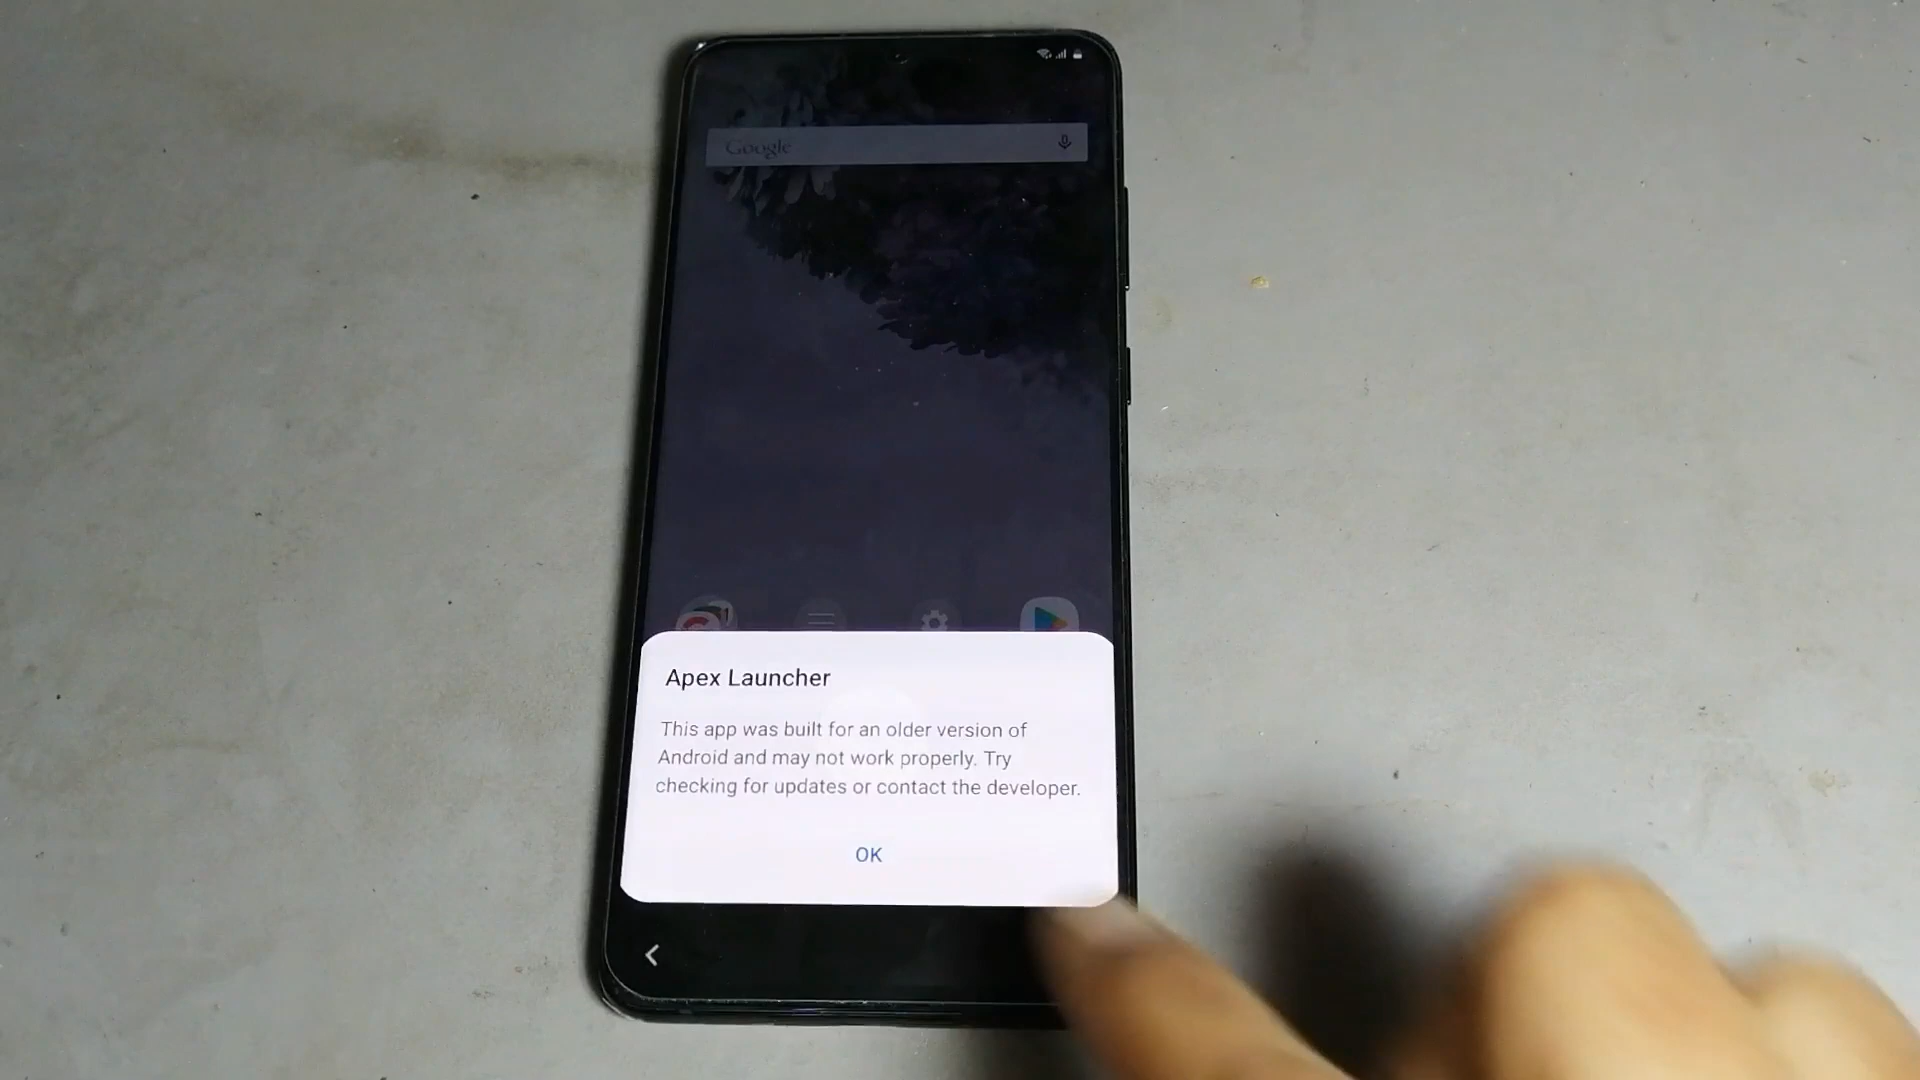 Google
Apex Launcher
This app was built for an older version of
Android and may not work properly. Try
checking for updates or contact the developer.
OK